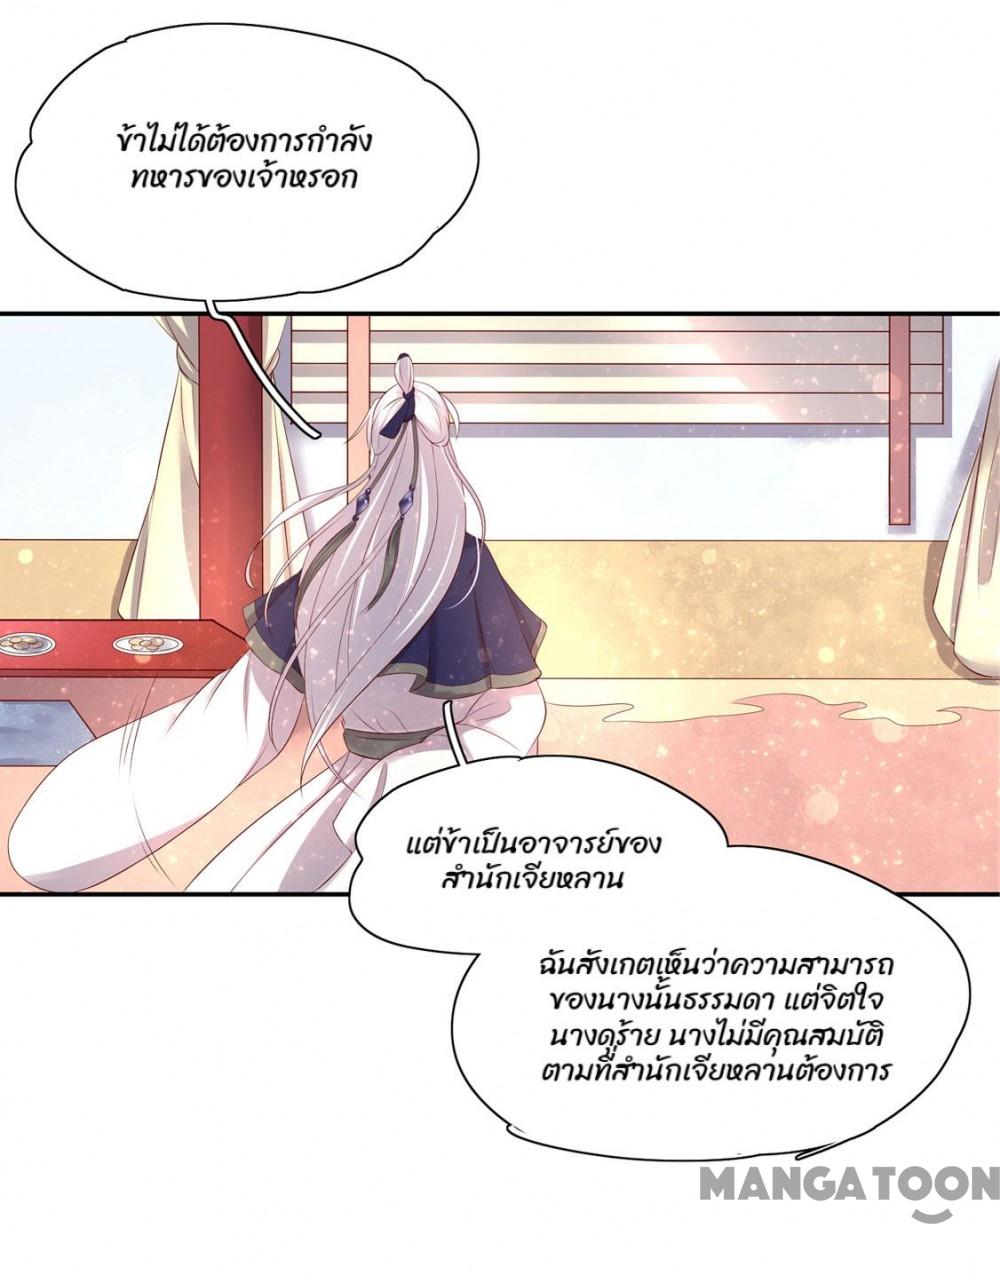 ข้าไม่ได้ต้องการกำลัง
ทหารของเจ้าหรอก
แต่ข้าเป็นอาจารย์ของ
สำนักเจียหลาน
ฉันสังเกตเห็นว่าความสามารถ
ของนางนั้นธรรมดา แต่จิตใจ
นางดุร้าย นางไม่มีคุณสมบัติ
ตามที่สำนักเจียหลานต้องการ
MANGATOON